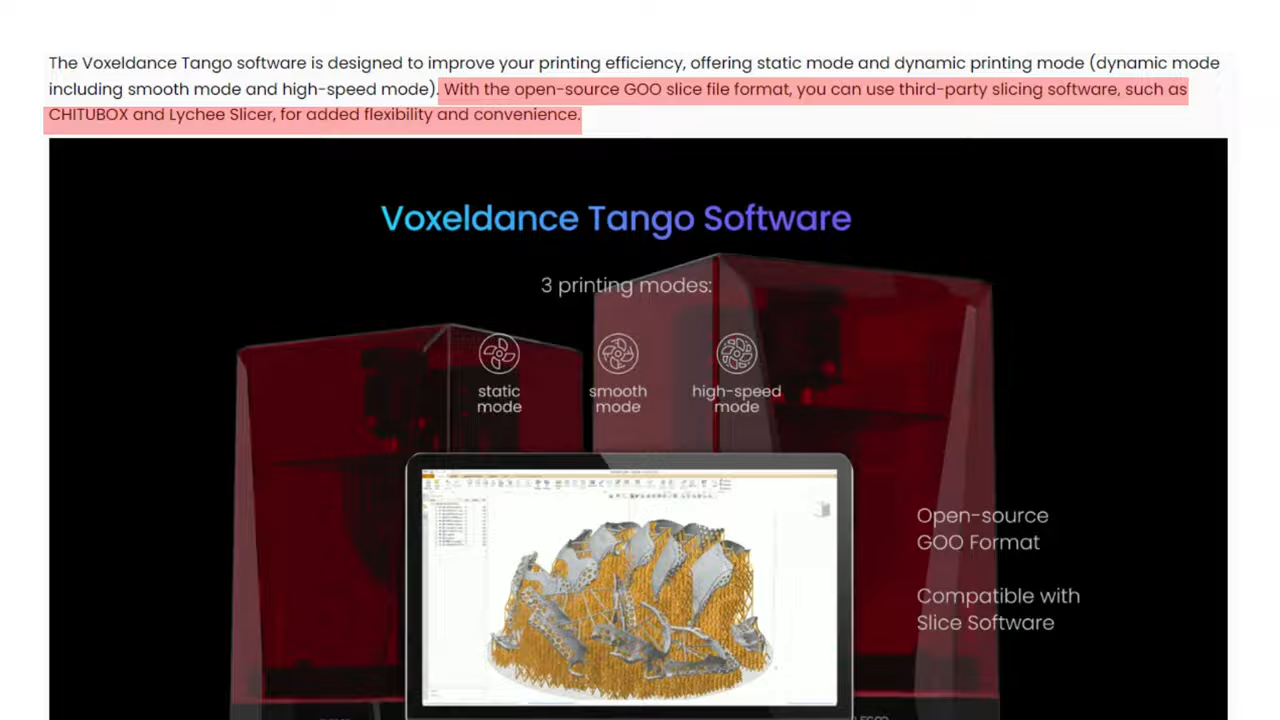 The Voxeldance Tango software is designed to improve your printing efficiency, offering static mode and dynamic printing mode (dynamic mode
including smooth mode and high-speed mode). With the open-source GOO slice file format, you can use third-party slicing software, such as
CHITUBOX and Lychee Slicer, for added flexibility and convenience.
Voxeldance Tango Software
3 printing modes:
static
mode
smooth
mode
high-speed
mode
Open-source
GOO Format
Compatible with
Slice Software